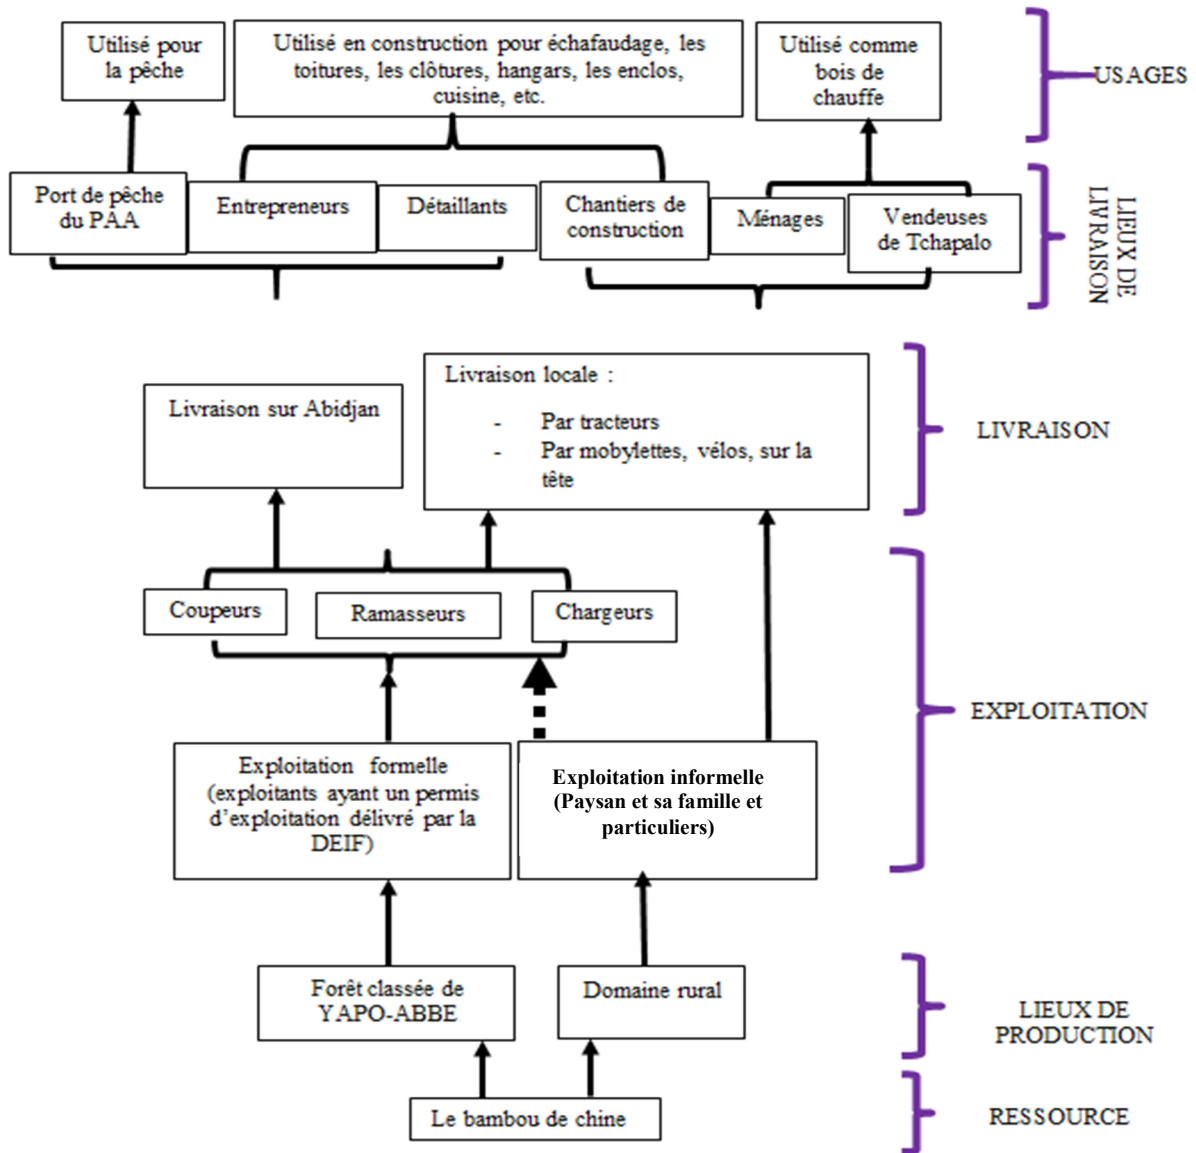 Utilisé pour
la pêche
Utilisé en construction pour échafaudage, les
toitures, les clôtures, hangars, les enclos,
cuisine, etc.
Utilisé comme
bois de
chauffe
USAGES
Port de pêche
du PAA
Entrepreneurs
Détaillants
Chantiers de
construction
Ménages
Vendeuses
de Tchapalo
LIEUX DE
LIVRAISON
Livraison sur Abidjan
Livraison locale :
- Par tracteurs
- Par mobylettes, vélos, sur la
tête
LIVRAISON
Coupeurs
Ramasseurs
Chargeurs
EXPLOITATION
Exploitation formelle
(exploitants ayant un permis
d’exploitation délivré par la
DEIF)
Exploitation informelle
(Paysan et sa famille et
particuliers)
Forêt classée de
YAPO-ABBE
Domaine rural
LIEUX DE
PRODUCTION
Le bambou de chine
RESSOURCE